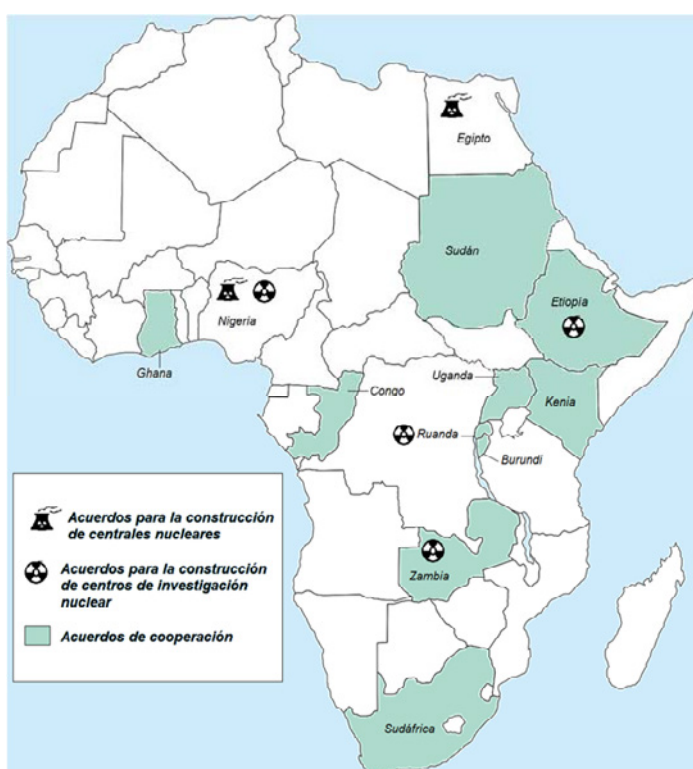 Egipto
Sudán
Nigeria
Etiopía
Ghana
Uganda
Congo
Kenia
Ruanda
Burundi
Zambia
Sudáfrica
Acuerdos para la construcción
de centrales nucleares
Acuerdos para la construcción
de centros de investigación
nuclear
Acuerdos de cooperación